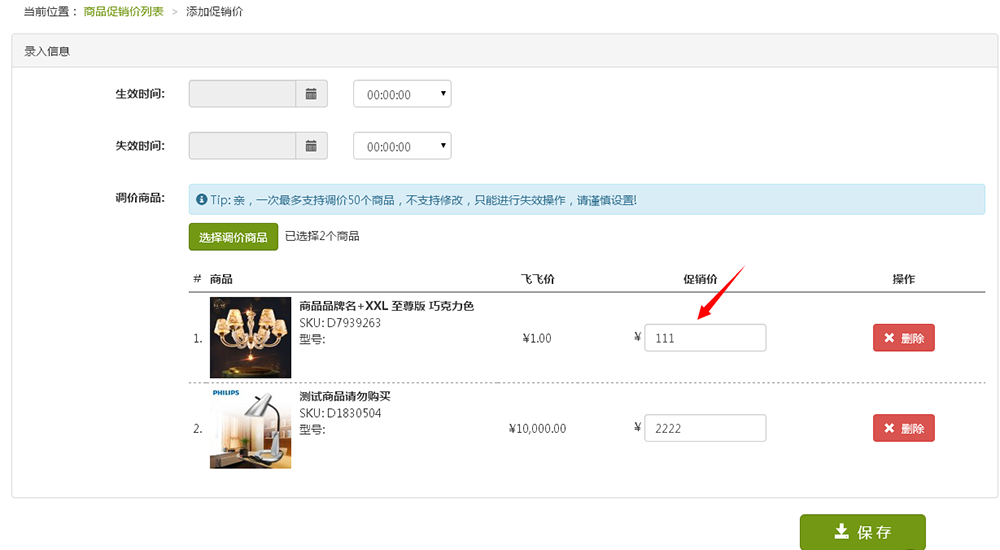 当前位置： 商品促销价列表 > 添加促销价
录入信息
生效时间: 00:00:00
失效时间: 00:00:00
调价商品: Tip: 亲，一次最多支持调价50个商品，不支持修改，只能进行失效操作，请谨慎设置!
选择调价商品 已选择2个商品
# 商品 飞飞价 促销价 操作
商品品牌名+XXL 至尊版 巧克力色
SKU: D7939263
1. 型号: ¥1.00 ¥ 111 删除
PHILIPS 测试商品请勿购买
SKU: D1830504
2. 型号: ¥10,000.00 ¥ 2222 删除
保存